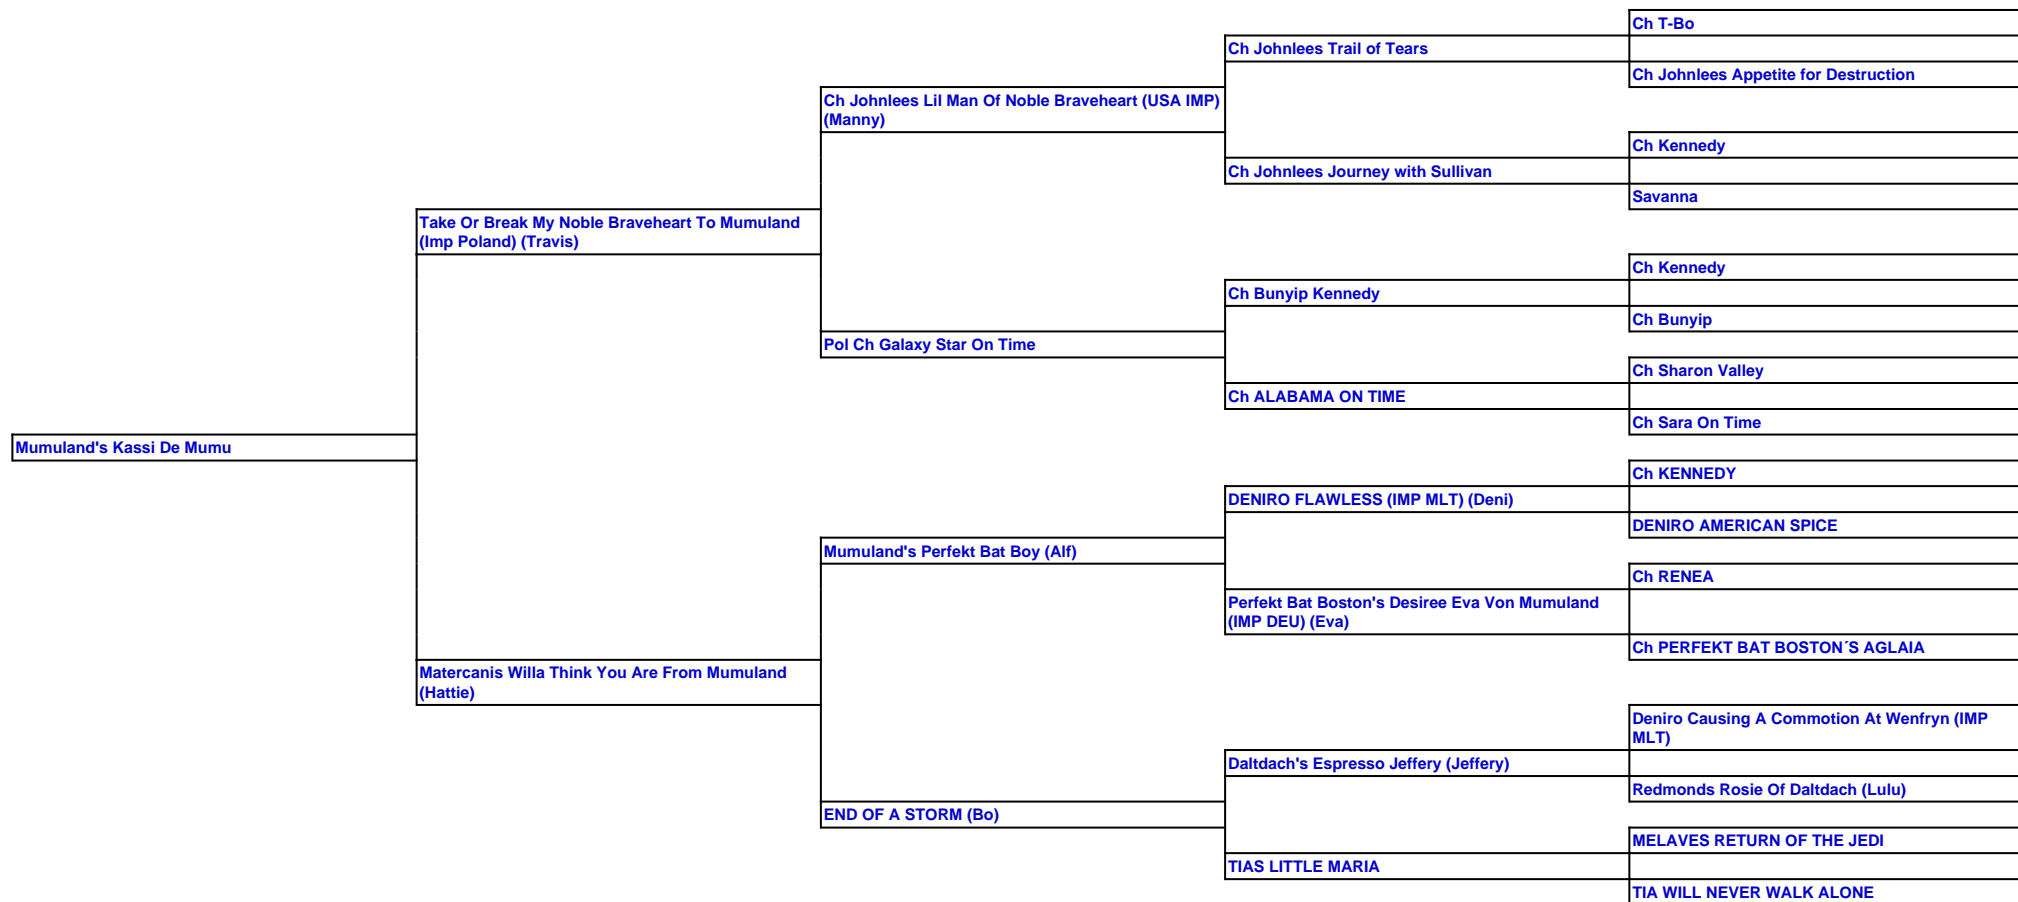 Ch T-Bo
Ch Johnlees Trail of Tears
Ch Johnlees Appetite for Destruction
Ch Johnlees Lil Man Of Noble Braveheart (USA IMP)
(Manny)
Ch Kennedy
Ch Johnlees Journey with Sullivan
Savanna
Take Or Break My Noble Braveheart To Mumuland
(Imp Poland) (Travis)
Ch Kennedy
Ch Bunyip Kennedy
Ch Bunyip
Pol Ch Galaxy Star On Time
Ch Sharon Valley
Ch ALABAMA ON TIME
Ch Sara On Time
Mumuland's Kassi De Mumu
Ch KENNEDY
DENIRO FLAWLESS (IMP MLT) (Deni)
DENIRO AMERICAN SPICE
Mumuland's Perfekt Bat Boy (Alf)
Ch RENEA
Perfekt Bat Boston's Desiree Eva Von Mumuland
(IMP DEU) (Eva)
Ch PERFEKT BAT BOSTON´S AGLAIA
Matercanis Willa Think You Are From Mumuland
(Hattie)
Deniro Causing A Commotion At Wenfryn (IMP
MLT)
Daltdach's Espresso Jeffery (Jeffery)
Redmonds Rosie Of Daltdach (Lulu)
END OF A STORM (Bo)
MELAVES RETURN OF THE JEDI
TIAS LITTLE MARIA
TIA WILL NEVER WALK ALONE